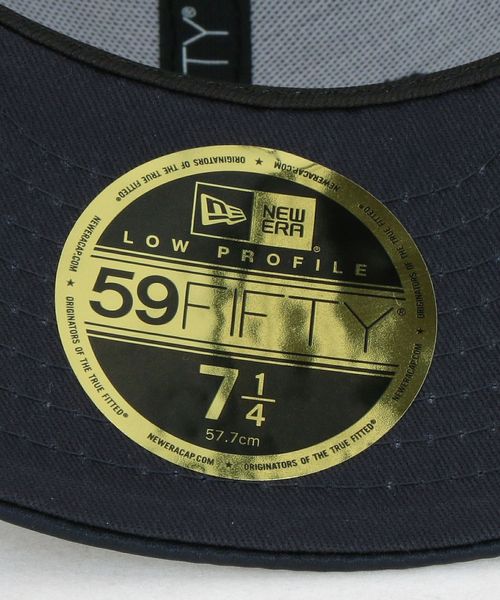 FTY
NEW
ERA®
LOW PROFILE
59FIFTY®
7 1/4
57.7cm
NEWERACAP.COM ★ ORIGINATORS OF THE TRUE FITTED.® ★ NEWERACAP.COM ★ ORIGINATORS OF THE TRUE FITTED.® ★ NEWERACAP.COM ★ ORIGINATORS OF THE TRUE FITTED.® ★ NEWERACAP.COM ★ ORIGINATORS OF THE TRUE FITTED.®